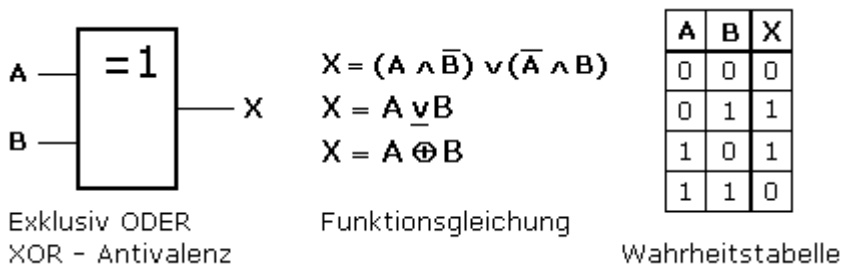 A
B
=1
X
Exklusiv ODER
XOR - Antivalenz
X = (A ∧ B̅) ∨ (A̅ ∧ B)
X = A ⊻ B
X = A ⊕ B
Funktionsgleichung
A B X
0 0 0
0 1 1
1 0 1
1 1 0
Wahrheitstabelle